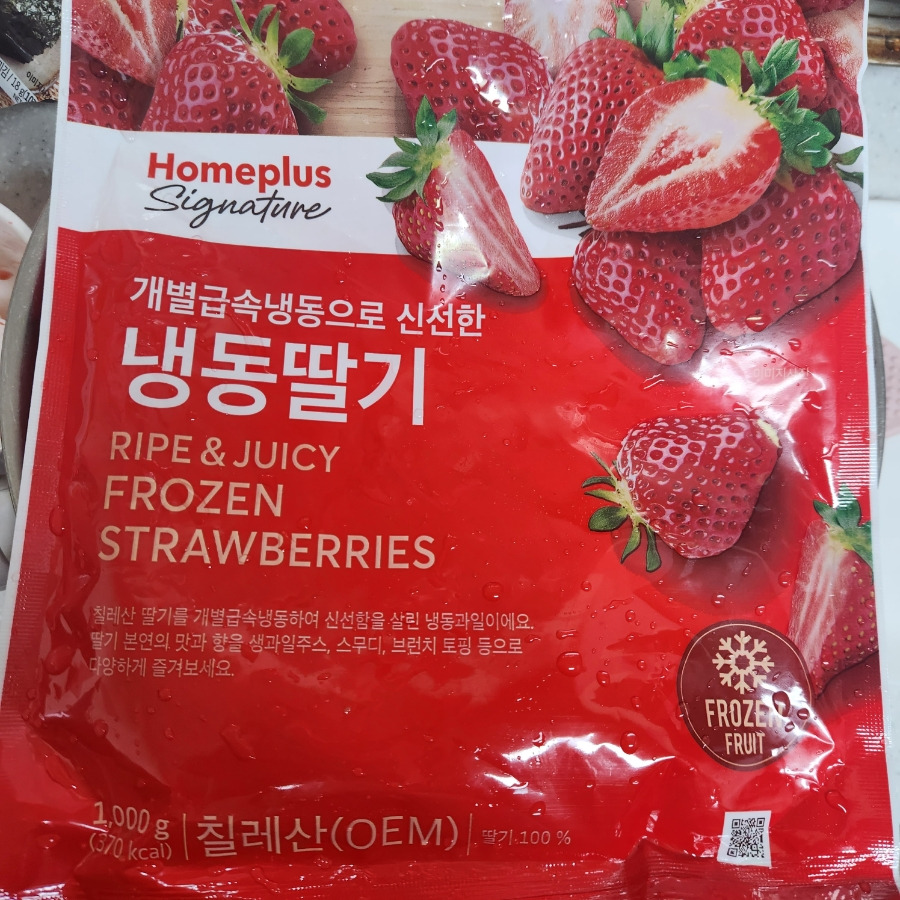 Homeplus
Signature
개별급속냉동으로 신선한
냉동딸기
RIPE & JUICY
FROZEN
STRAWBERRIES
칠레산 딸기를 개별급속냉동하여 신선함을 살린 냉동과일이에요.
딸기 본연의 맛과 향을 생과일주스, 스무디, 브런치 토핑 등으로
다양하게 즐겨보세요.
FROZEN
FRUIT
1,000 g
(370 kcal)
칠레산(OEM)
딸기 100 %